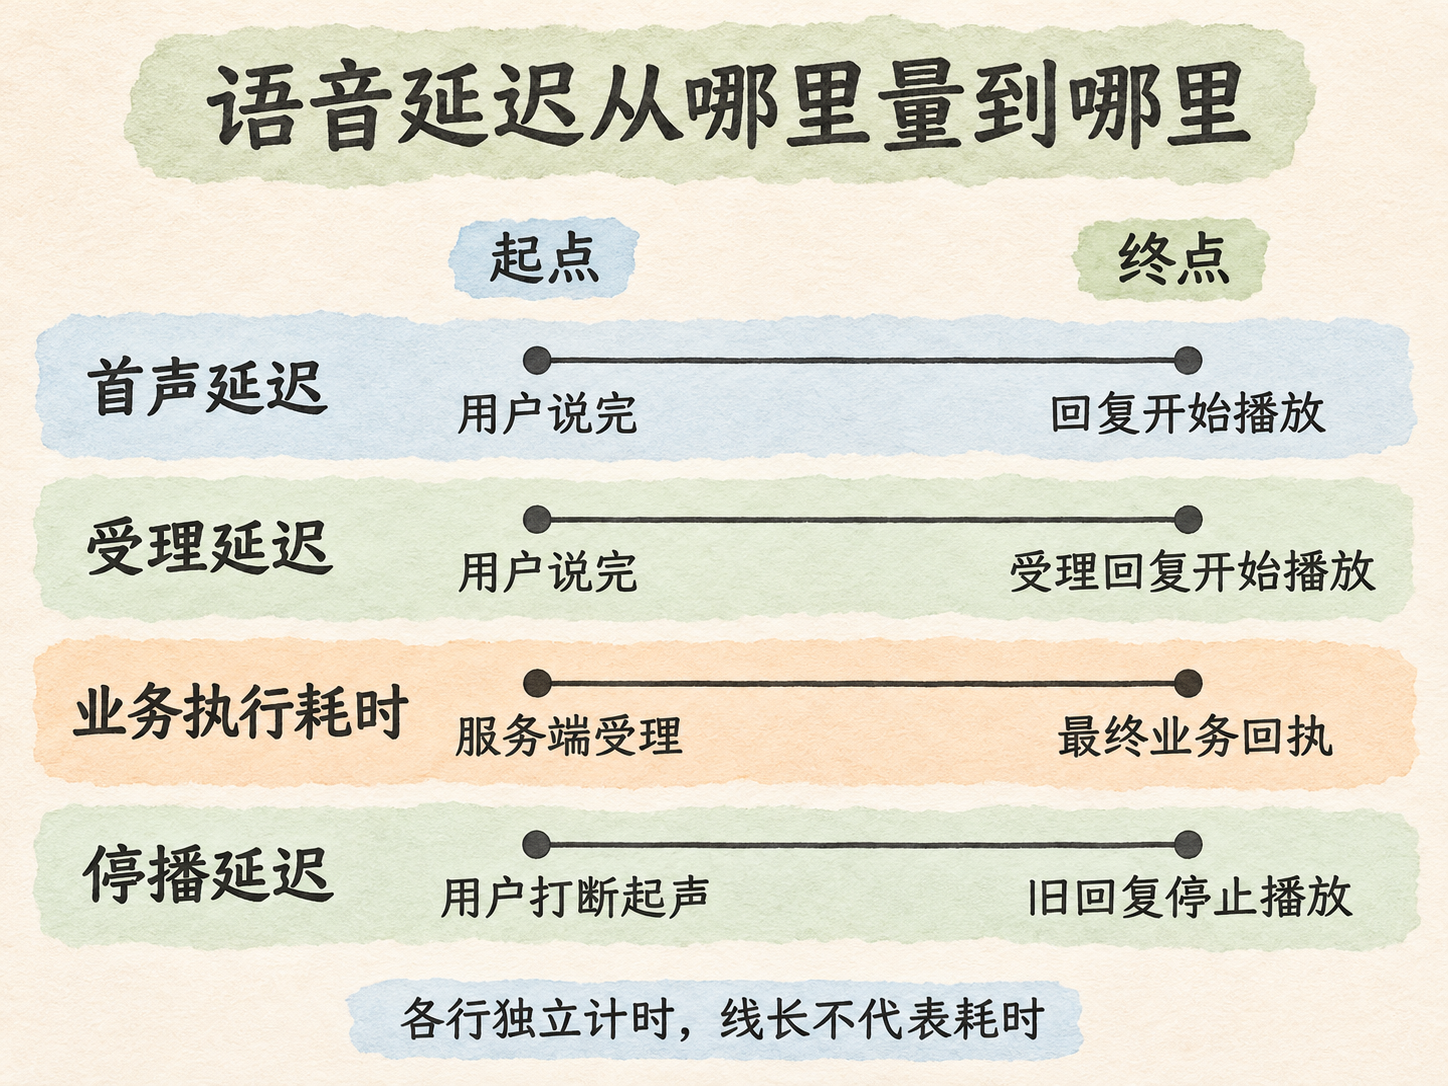 语音延迟从哪里量到哪里
起点 终点
首声延迟
用户说完 回复开始播放
受理延迟
用户说完 受理回复开始播放
业务执行耗时
服务端受理 最终业务回执
停播延迟
用户打断起声 旧回复停止播放
各行独立计时，线长不代表耗时